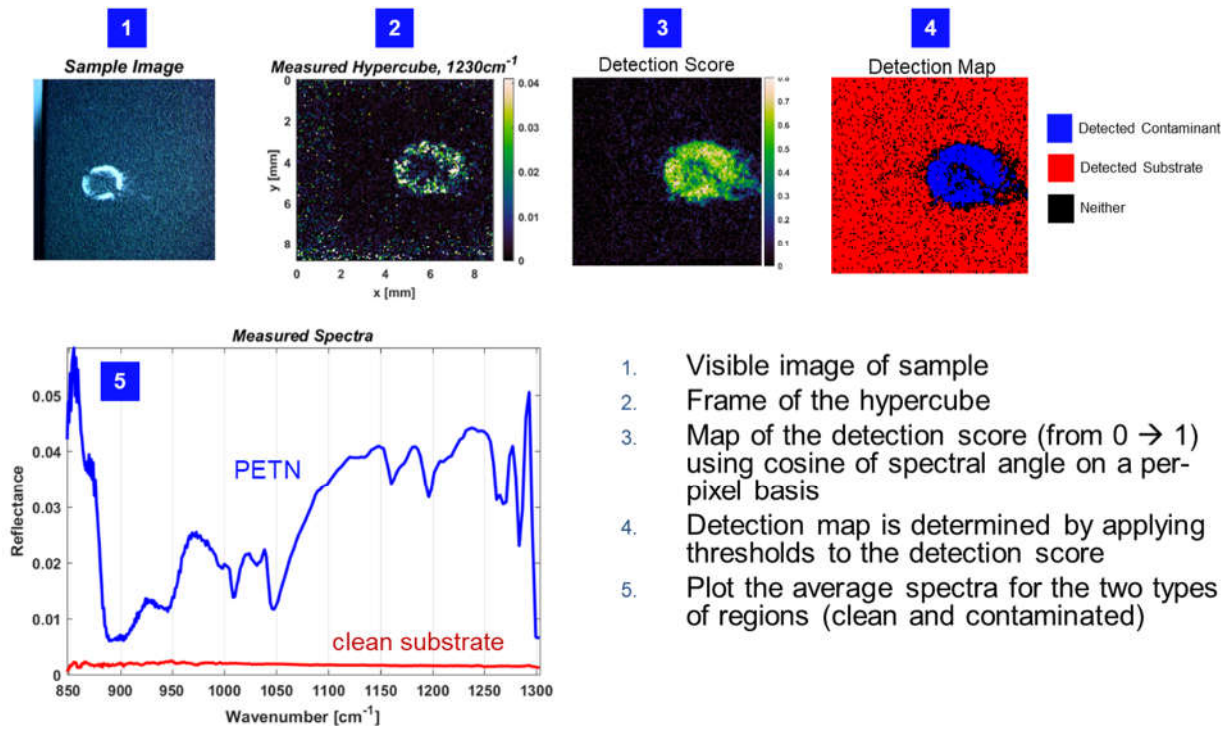 1
2
3
4
Sample Image
Measured Hypercube, 1230cm⁻¹
Detection Score
Detection Map
0
2
4
6
8
y [mm]
0 2 4 6 8
x [mm]
0.04
0.03
0.02
0.01
0
0.7
0.6
0.5
0.4
0.3
0.2
0.1
0
Detected Contaminant
Detected Substrate
Neither
Measured Spectra
5
PETN
clean substrate
0.05
0.04
0.03
0.02
0.01
0
Reflectance
850 900 950 1000 1050 1100 1150 1200 1250 1300
Wavenumber [cm⁻¹]
1. Visible image of sample
2. Frame of the hypercube
3. Map of the detection score (from 0 → 1)
using cosine of spectral angle on a per-
pixel basis
4. Detection map is determined by applying
thresholds to the detection score
5. Plot the average spectra for the two types
of regions (clean and contaminated)